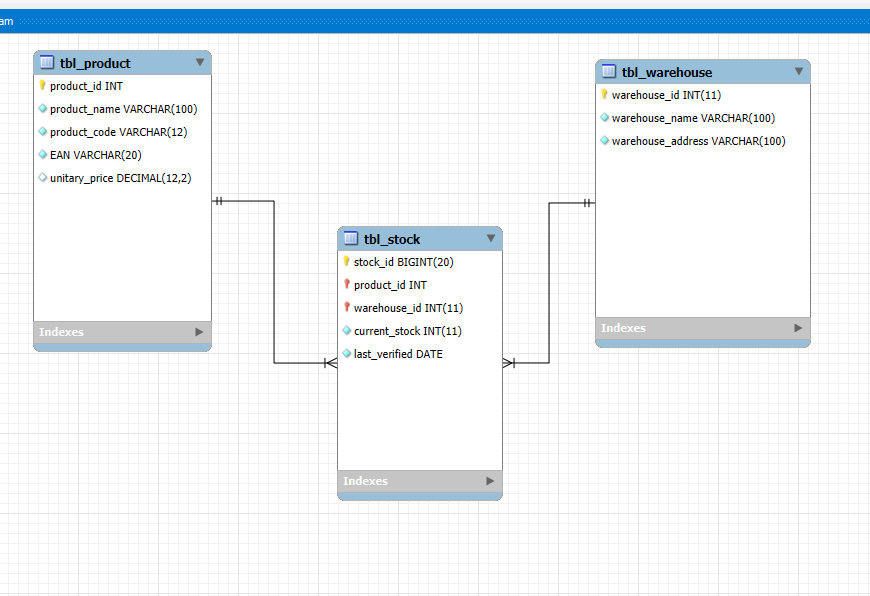 am
tbl_product
product_id INT
product_name VARCHAR(100)
product_code VARCHAR(12)
EAN VARCHAR(20)
unitary_price DECIMAL(12,2)
Indexes
tbl_warehouse
warehouse_id INT(11)
warehouse_name VARCHAR(100)
warehouse_address VARCHAR(100)
Indexes
tbl_stock
stock_id BIGINT(20)
product_id INT
warehouse_id INT(11)
current_stock INT(11)
last_verified DATE
Indexes